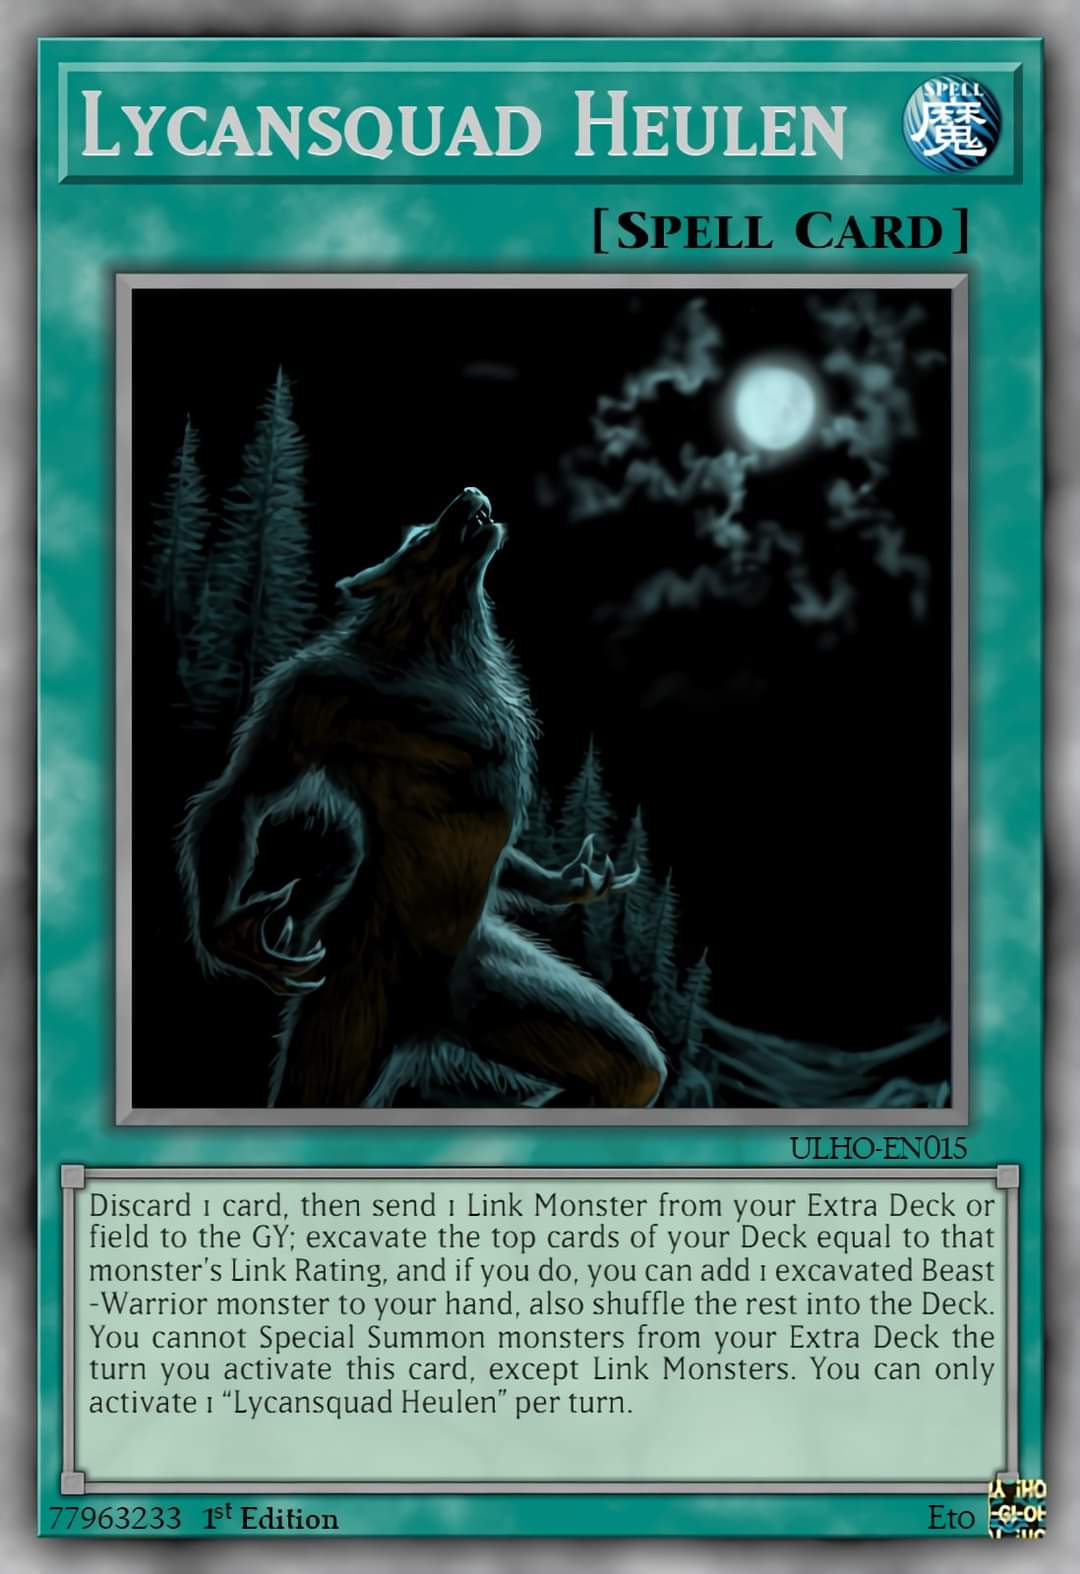 Lycansquad Heulen
SPELL
魔
[Spell Card]
ULHO-EN015
Discard 1 card, then send 1 Link Monster from your Extra Deck or
field to the GY; excavate the top cards of your Deck equal to that
monster's Link Rating, and if you do, you can add 1 excavated Beast
-Warrior monster to your hand, also shuffle the rest into the Deck.
You cannot Special Summon monsters from your Extra Deck the
turn you activate this card, except Link Monsters. You can only
activate 1 “Lycansquad Heulen” per turn.
77963233 1st Edition
Eto